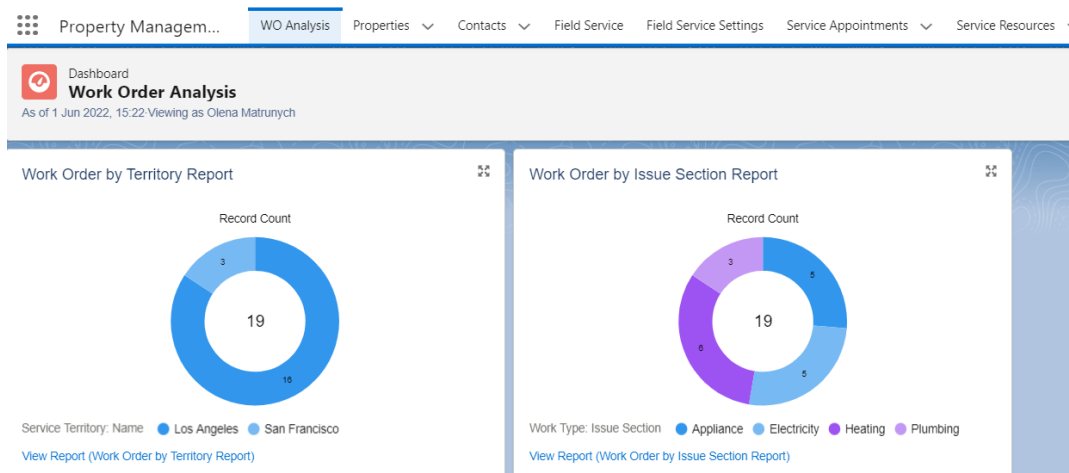 Property Managem... WO Analysis Properties Contacts Field Service Field Service Settings Service Appointments Service Resources
Dashboard
Work Order Analysis
As of 1 Jun 2022, 15:22·Viewing as Olena Matrunych
Work Order by Territory Report
Record Count
3
19
16
Service Territory: Name Los Angeles San Francisco
View Report (Work Order by Territory Report)
Work Order by Issue Section Report
Record Count
3
5
19
6
5
Work Type: Issue Section Appliance Electricity Heating Plumbing
View Report (Work Order by Issue Section Report)